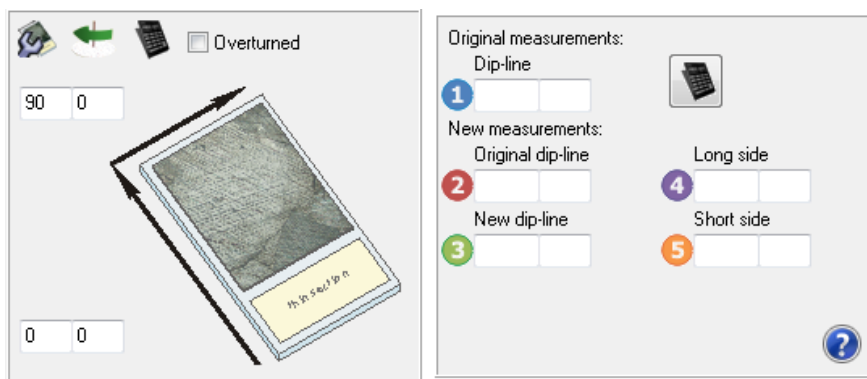 Overturned
90 0
thin section
0 0
Original measurements:
Dip-line
1
New measurements:
Original dip-line Long side
2 4
New dip-line Short side
3 5
?